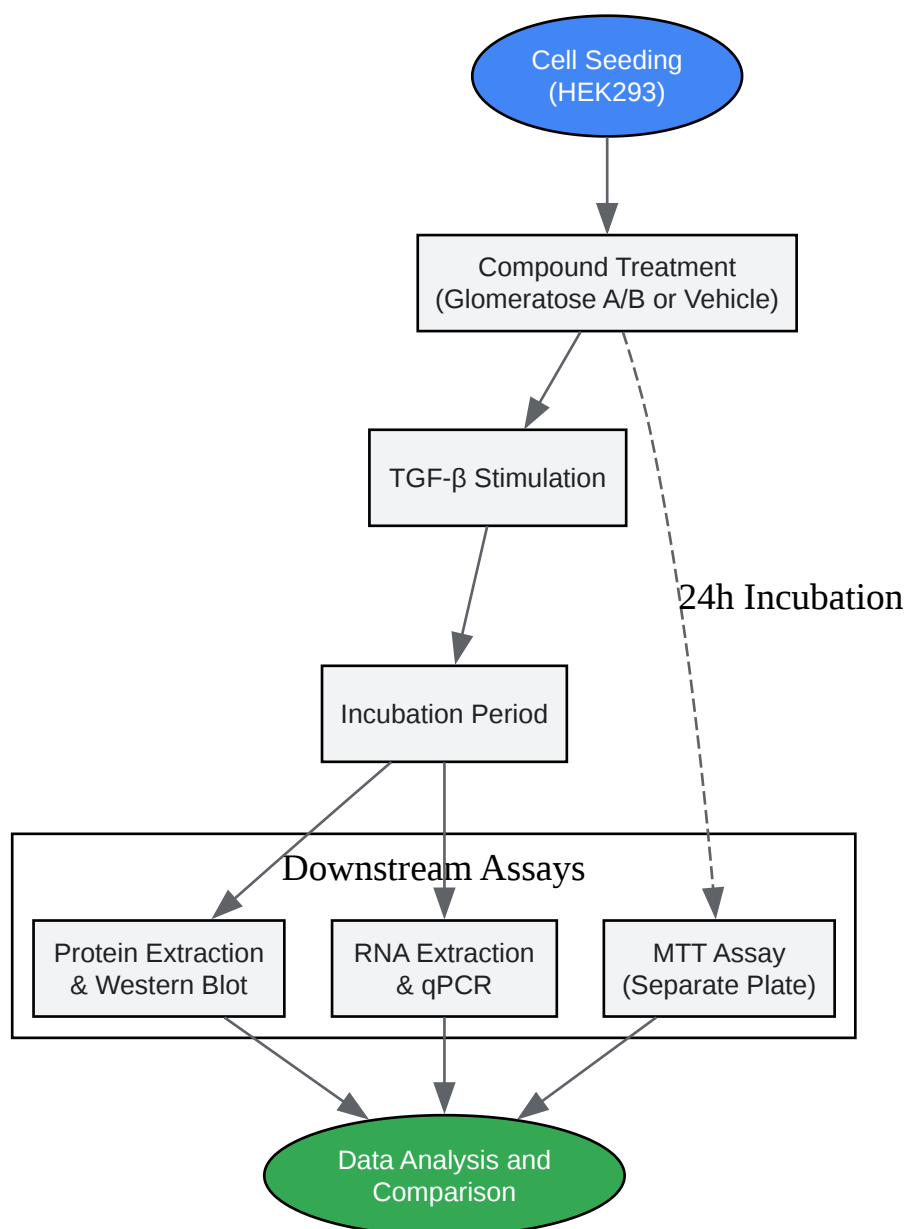 Cell Seeding
(HEK293)
Compound Treatment
(Glomeratose A/B or Vehicle)
TGF-β Stimulation
24h Incubation
Incubation Period
Downstream Assays
Protein Extraction
& Western Blot
RNA Extraction
& qPCR
MTT Assay
(Separate Plate)
Data Analysis and
Comparison